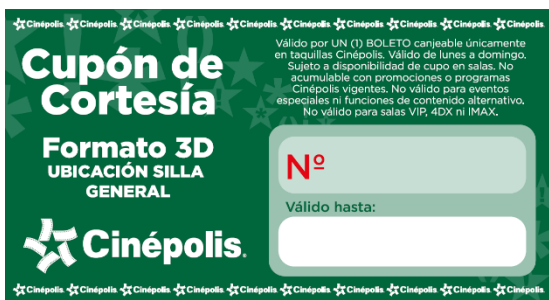 Cinépolis. Cinépolis. Cinépolis. Cinépolis. Cinépolis. Cinépolis. Cinépolis. Cinépolis. Cinépolis. Cinépolis. Cinépolis.
Cupón de
Cortesía
Formato 3D
UBICACIÓN SILLA
GENERAL
Cinépolis.
Válido por UN (1) BOLETO canjeable únicamente
en taquillas Cinépolis. Válido de lunes a domingo.
Sujeto a disponibilidad de cupo en salas. No
acumulable con promociones o programas
Cinépolis vigentes. No válido para eventos
especiales ni funciones de contenido alternativo.
No válido para salas VIP, 4DX ni IMAX.
Nº
Válido hasta:
Cinépolis. Cinépolis. Cinépolis. Cinépolis. Cinépolis. Cinépolis. Cinépolis. Cinépolis. Cinépolis. Cinépolis. Cinépolis.